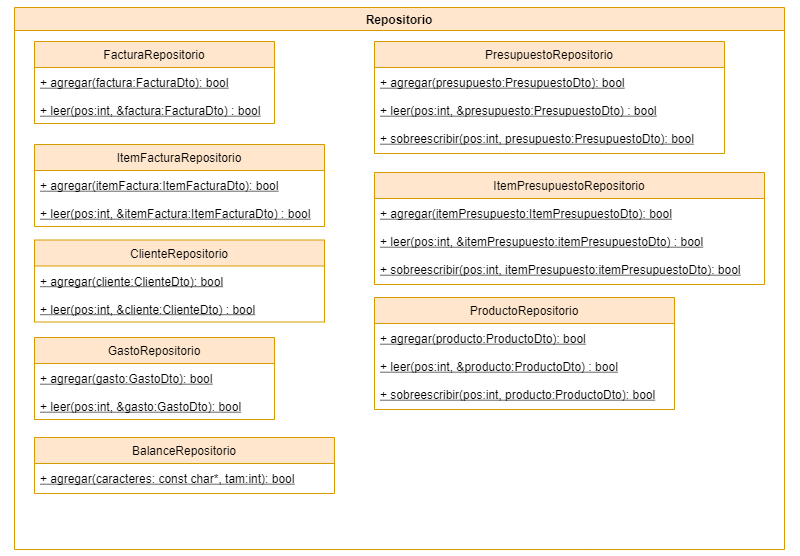 Repositorio
FacturaRepositorio
+ agregar(factura:FacturaDto): bool
+ leer(pos:int, &factura:FacturaDto) : bool
ItemFacturaRepositorio
+ agregar(itemFactura:ItemFacturaDto): bool
+ leer(pos:int, &itemFactura:ItemFacturaDto) : bool
ClienteRepositorio
+ agregar(cliente:ClienteDto): bool
+ leer(pos:int, &cliente:ClienteDto) : bool
GastoRepositorio
+ agregar(gasto:GastoDto): bool
+ leer(pos:int, &gasto:GastoDto): bool
BalanceRepositorio
+ agregar(caracteres: const char*, tam:int): bool
PresupuestoRepositorio
+ agregar(presupuesto:PresupuestoDto): bool
+ leer(pos:int, &presupuesto:PresupuestoDto) : bool
+ sobreescribir(pos:int, presupuesto:PresupuestoDto): bool
ItemPresupuestoRepositorio
+ agregar(itemPresupuesto:ItemPresupuestoDto): bool
+ leer(pos:int, &itemPresupuesto:itemPresupuestoDto) : bool
+ sobreescribir(pos:int, itemPresupuesto:itemPresupuestoDto): bool
ProductoRepositorio
+ agregar(producto:ProductoDto): bool
+ leer(pos:int, &producto:ProductoDto) : bool
+ sobreescribir(pos:int, producto:ProductoDto): bool